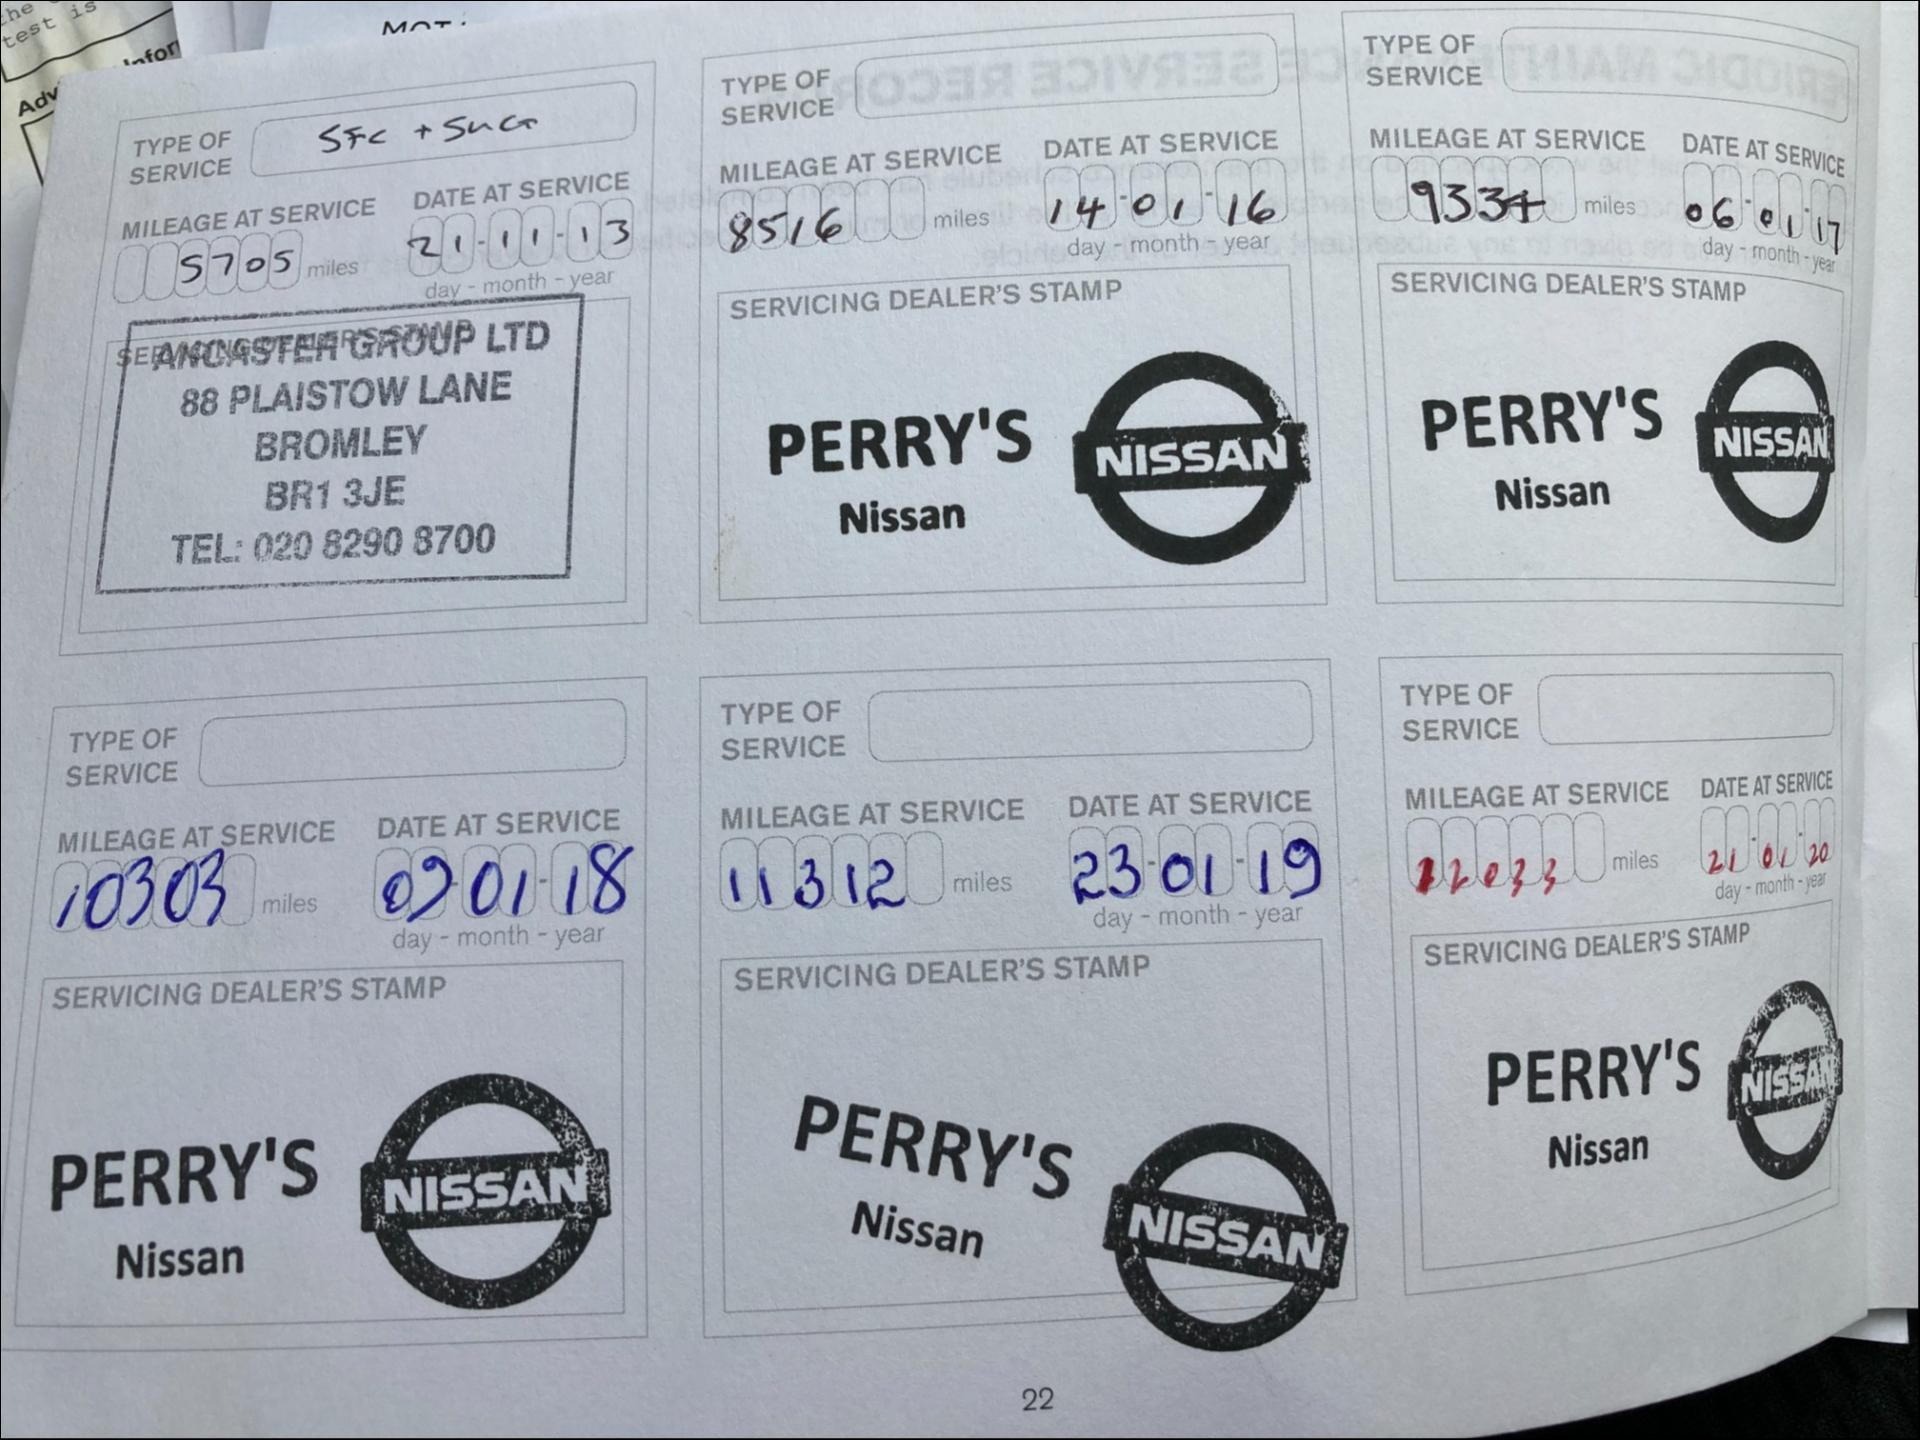 the
test is
Infor
Adv
MOT
TYPE OF SERVICE
MILEAGE AT SERVICE
5705 miles
DATE AT SERVICE
21-11-13
day - month - year
SERVICING DEALER'S STAMP
ANCASTER GROUP LTD
88 PLAISTOW LANE
BROMLEY
BR1 3JE
TEL: 020 8290 8700
TYPE OF SERVICE
MILEAGE AT SERVICE
8516 miles
DATE AT SERVICE
14-01-16
day - month - year
SERVICING DEALER'S STAMP
PERRY'S
Nissan
NISSAN
TYPE OF SERVICE
MILEAGE AT SERVICE
9334 miles
DATE AT SERVICE
06-01-17
day - month - year
SERVICING DEALER'S STAMP
PERRY'S
Nissan
NISSAN
TYPE OF SERVICE
MILEAGE AT SERVICE
10303 miles
DATE AT SERVICE
09-01-18
day - month - year
SERVICING DEALER'S STAMP
PERRY'S
Nissan
NISSAN
TYPE OF SERVICE
MILEAGE AT SERVICE
11312 miles
DATE AT SERVICE
23-01-19
day - month - year
SERVICING DEALER'S STAMP
PERRY'S
Nissan
NISSAN
TYPE OF SERVICE
MILEAGE AT SERVICE
12033 miles
DATE AT SERVICE
21-01-20
day - month - year
SERVICING DEALER'S STAMP
PERRY'S
Nissan
NISSAN
22